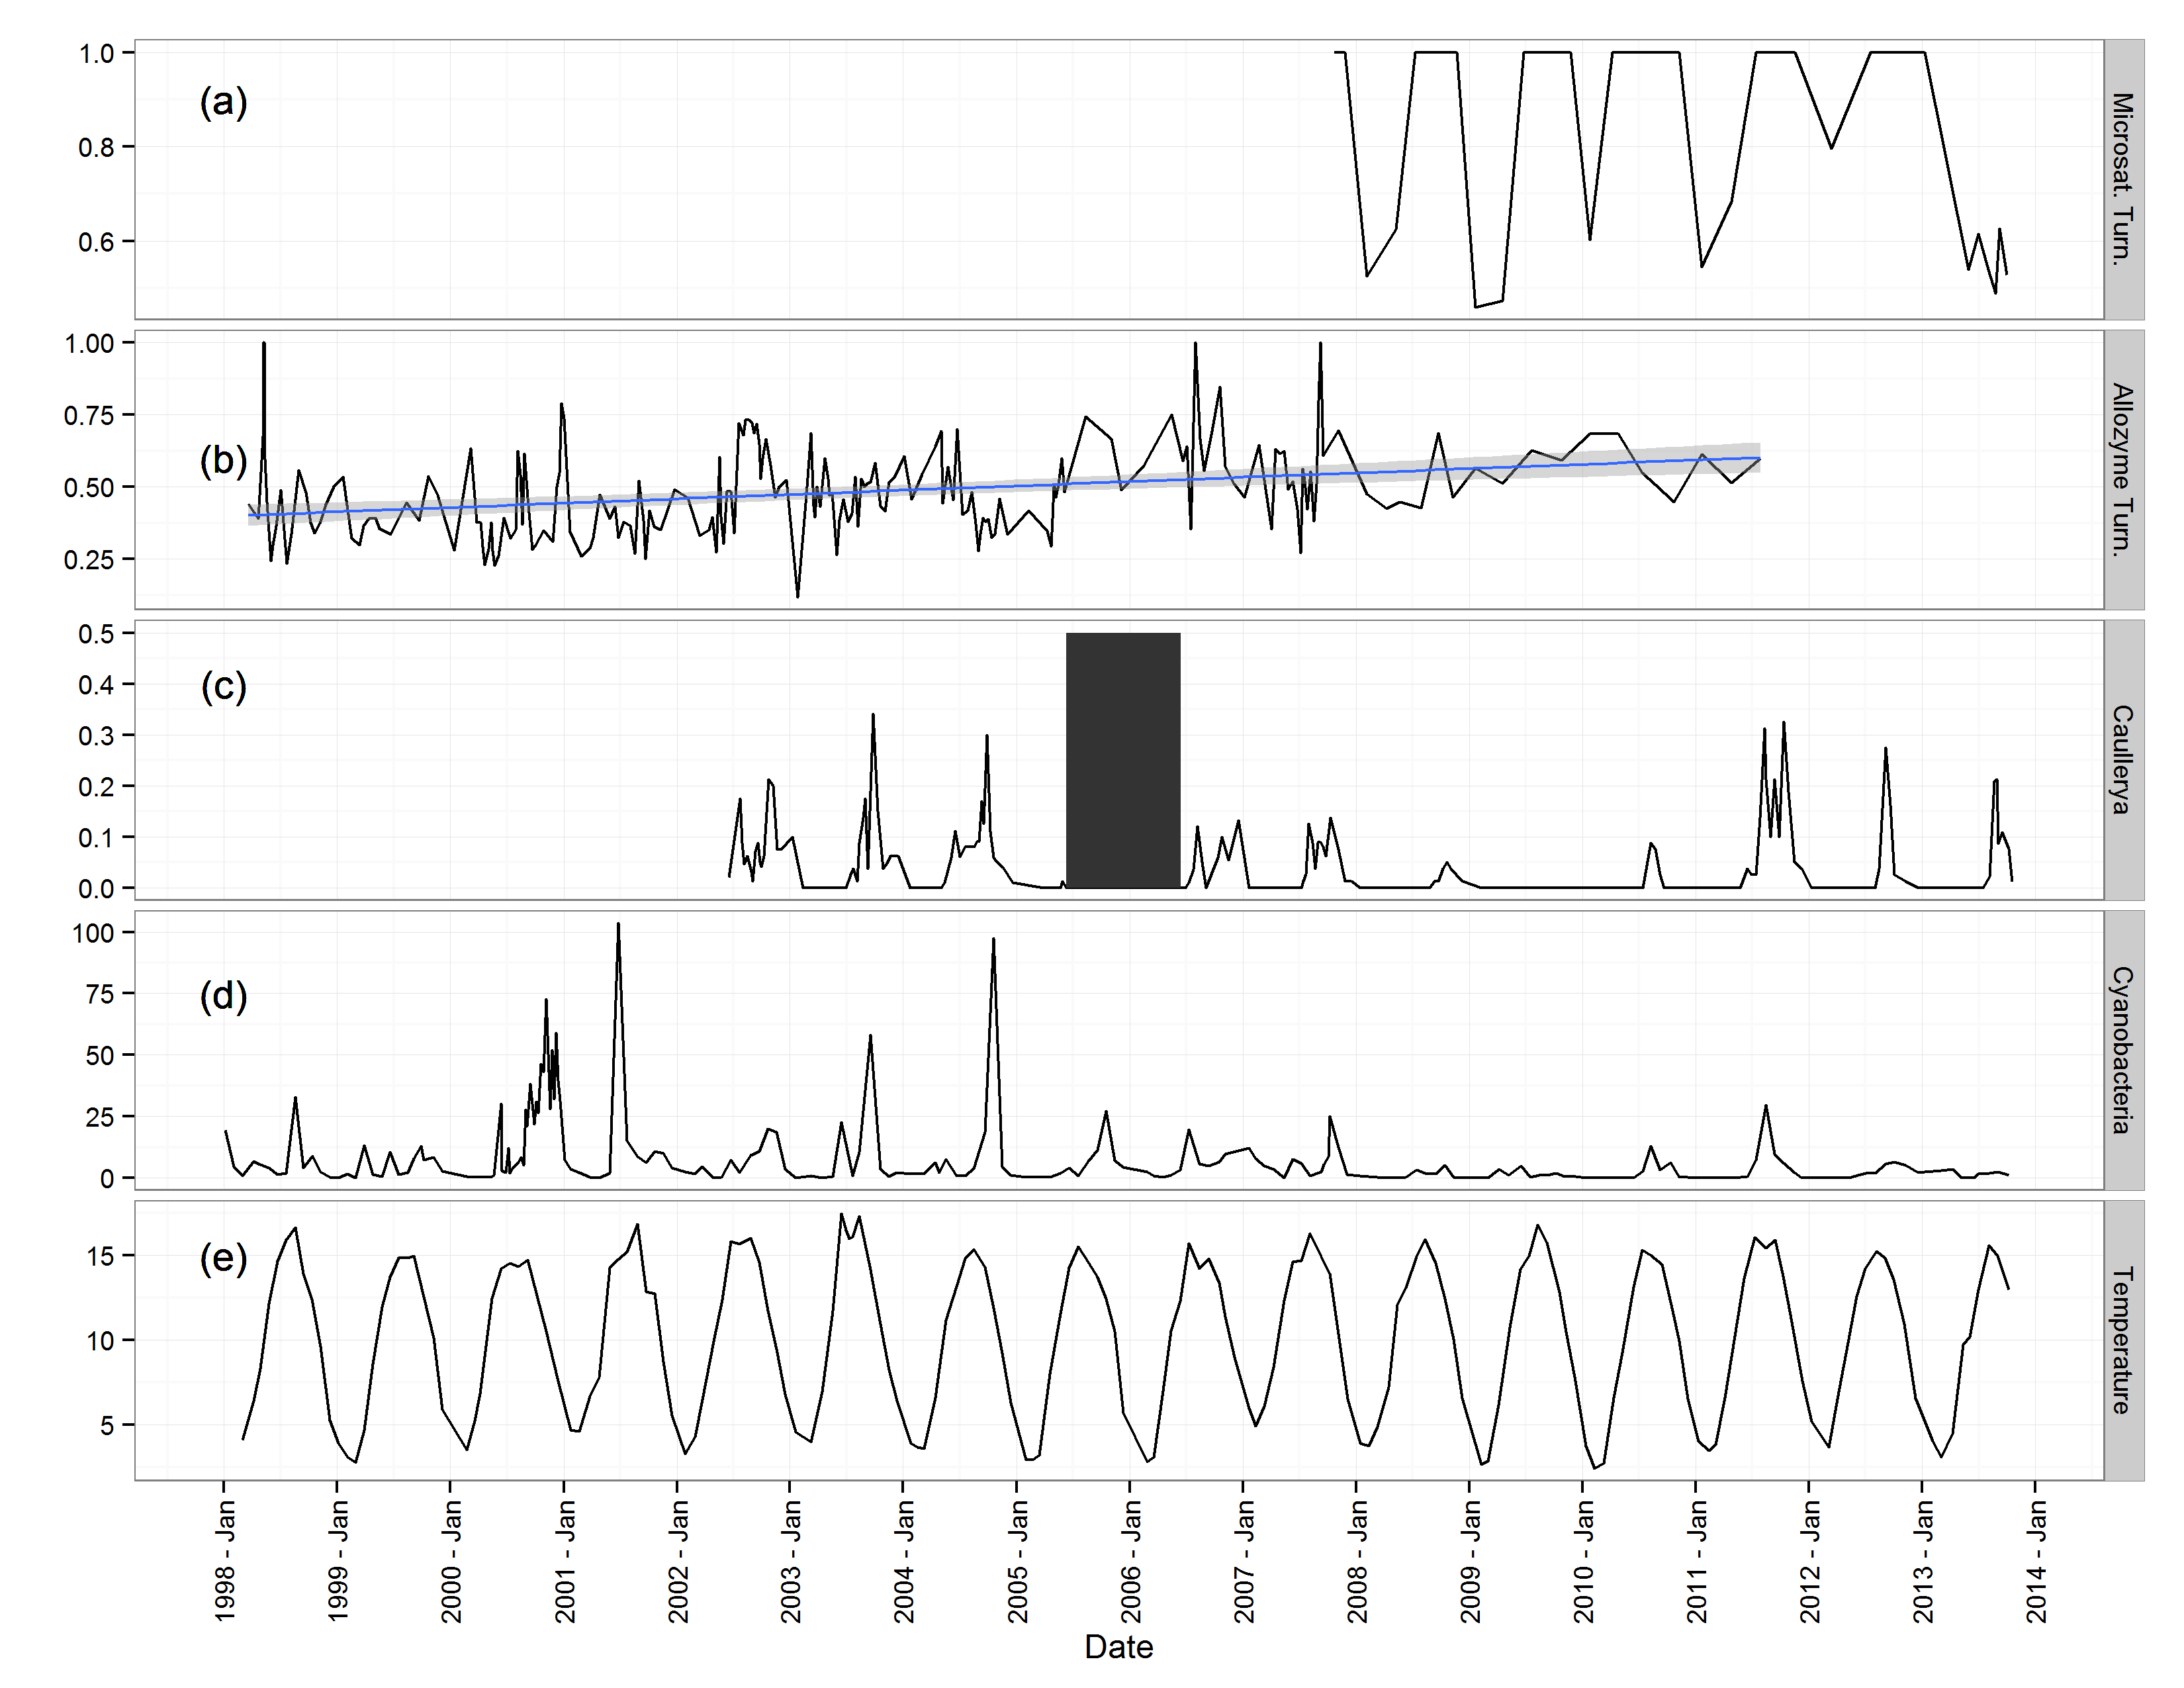 1.0
0.8
0.6
(a)
Microsat. Turn.
1.00
0.75
0.50
0.25
(b)
Allozyme Turn.
0.5
0.4
0.3
0.2
0.1
0.0
(c)
Caullerya
100
75
50
25
0
(d)
Cyanobacteria
15
10
5
(e)
Temperature
1998 - Jan
1999 - Jan
2000 - Jan
2001 - Jan
2002 - Jan
2003 - Jan
2004 - Jan
2005 - Jan
2006 - Jan
2007 - Jan
2008 - Jan
2009 - Jan
2010 - Jan
2011 - Jan
2012 - Jan
2013 - Jan
2014 - Jan
Date